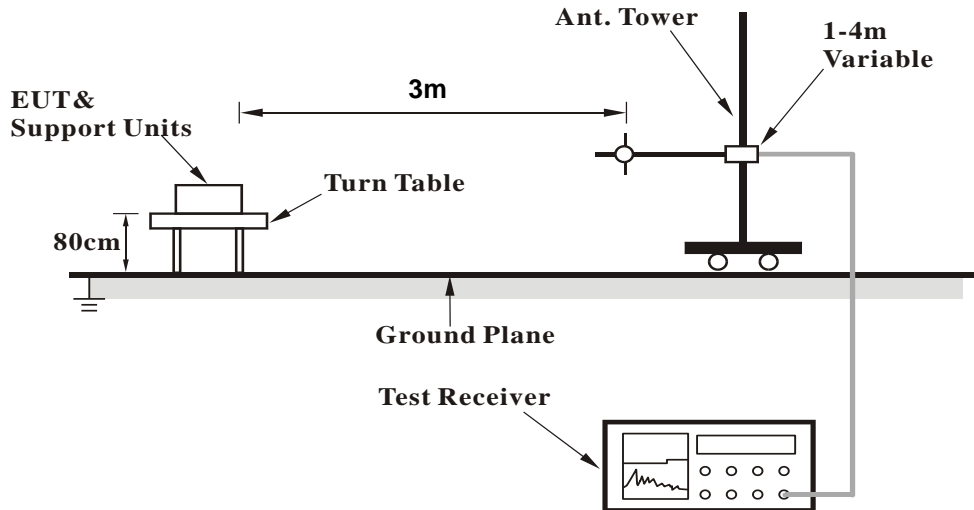 Ant. Tower
1-4m
Variable
3m
EUT&
Support Units
Turn Table
80cm
Ground Plane
Test Receiver